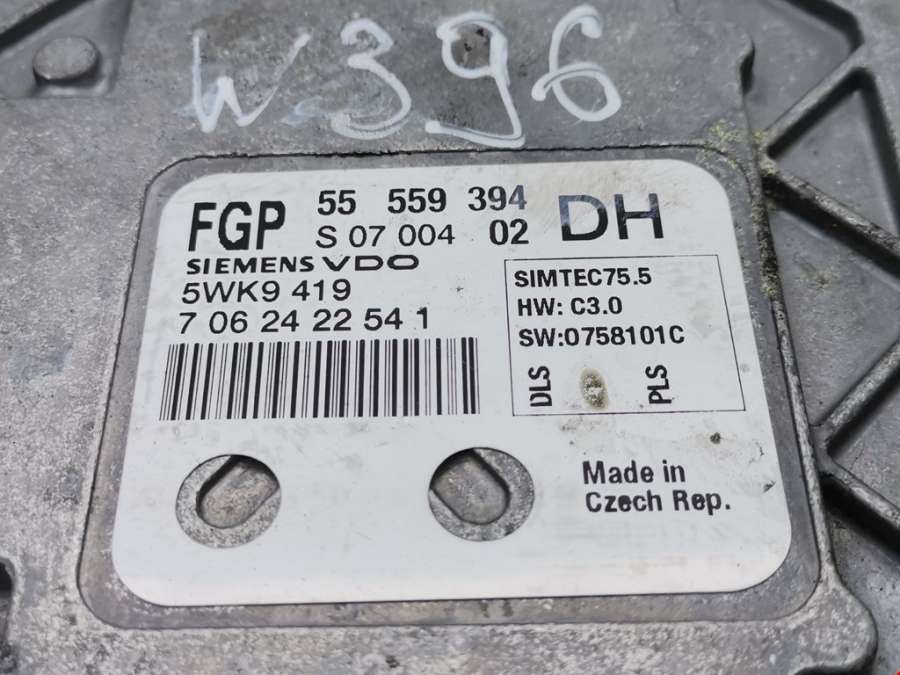 W396
FGP 55 559 394 DH
S 07 004 02
SIEMENS VDO
5WK9 419
7 06 24 22 54 1
SIMTEC75.5
HW: C3.0
SW:0758101C
DLS PLS
Made in
Czech Rep.